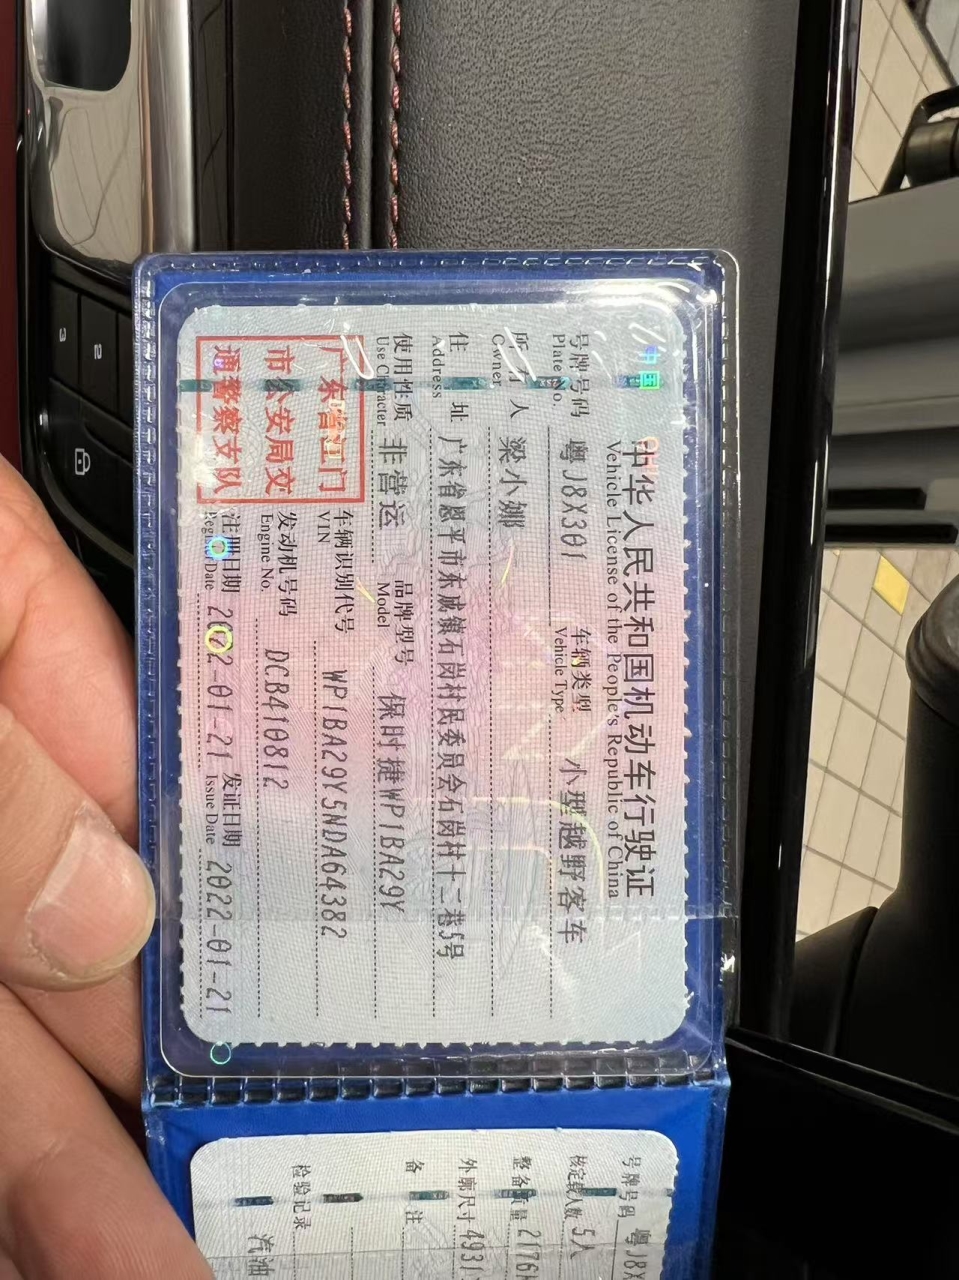 中华人民共和国机动车行驶证
Vehicle License of the People's Republic of China
号牌号码 粤J8X301 车辆类型 小型越野客车
Plate No. Vehicle Type
所有人 梁小娜
Owner
住址 广东省恩平市东成镇石岗村民委员会石岗村十二巷5号
Address
使用性质 非营运 品牌型号 保时捷WP1BA29Y
Use Character Model
广东省江门
市公安局交
通警察支队
车辆识别代号 WP1BA29Y5NDA64382
VIN
发动机号码 DCB410812
Engine No.
注册日期 2022-01-21 发证日期 2022-01-21
Date Issue Date
中国
号牌号码 粤J8X
核定载人数 5人
整备质量 2176
外廓尺寸 4931
备注
检验记录
汽油
3
2